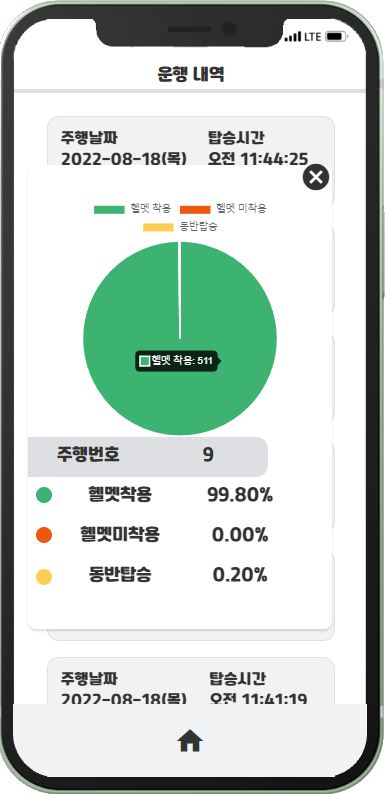 LTE
운행 내역
주행날짜 탑승시간
2022-08-18(목) 오전 11:44:25
헬멧 착용 헬멧 미착용
동반탑승
헬멧 착용: 511
주행번호 9
헬멧착용 99.80%
헬멧미착용 0.00%
동반탑승 0.20%
주행날짜 탑승시간
2022-08-18(목) 오전 11:41:19